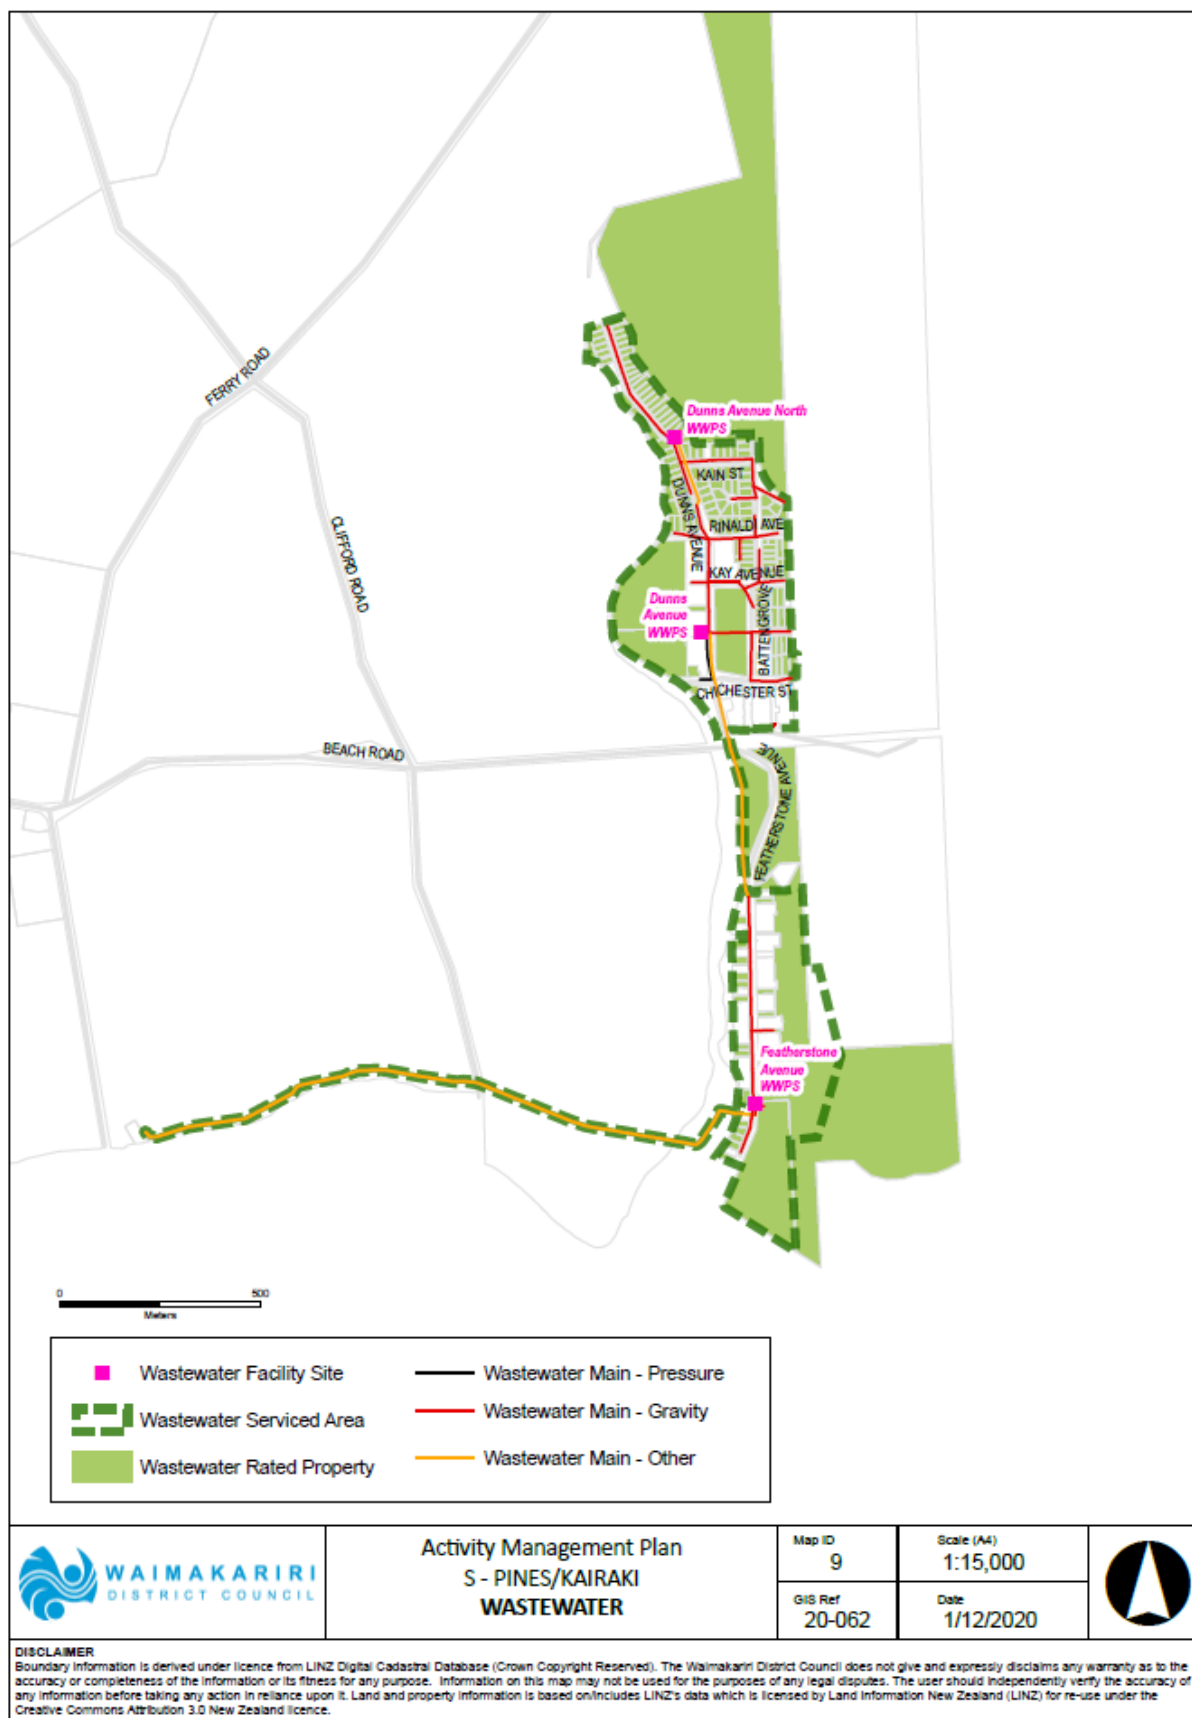 FERRY ROAD
Dunns Avenue North
WWPS
KAIN ST
DUNNS AVENUE
RINALDI AVE
CLIFFORD ROAD
KAY AVENUE
Dunns
Avenue
WWPS
BATTENGROVE
CHICHESTER ST
BEACH ROAD
FEATHERSTONE AVENUE
Featherstone
Avenue
WWPS
0 500
Meters
Wastewater Facility Site
Wastewater Main - Pressure
Wastewater Serviced Area
Wastewater Main - Gravity
Wastewater Rated Property
Wastewater Main - Other
WAIMAKARIRI
DISTRICT COUNCIL
Activity Management Plan
S - PINES/KAIRAKI
WASTEWATER
Map ID
9
Scale (A4)
1:15,000
GIS Ref
20-062
Date
1/12/2020
DISCLAIMER
Boundary information is derived under licence from LINZ Digital Cadastral Database (Crown Copyright Reserved). The Waimakariri District Council does not give and expressly disclaims any warranty as to the
accuracy or completeness of the information or its fitness for any purpose. Information on this map may not be used for the purposes of any legal disputes. The user should independently verify the accuracy of
any information before taking any action in reliance upon it. Land and property information is based on/includes LINZ's data which is licensed by Land Information New Zealand (LINZ) for re-use under the
Creative Commons Attribution 3.0 New Zealand licence.